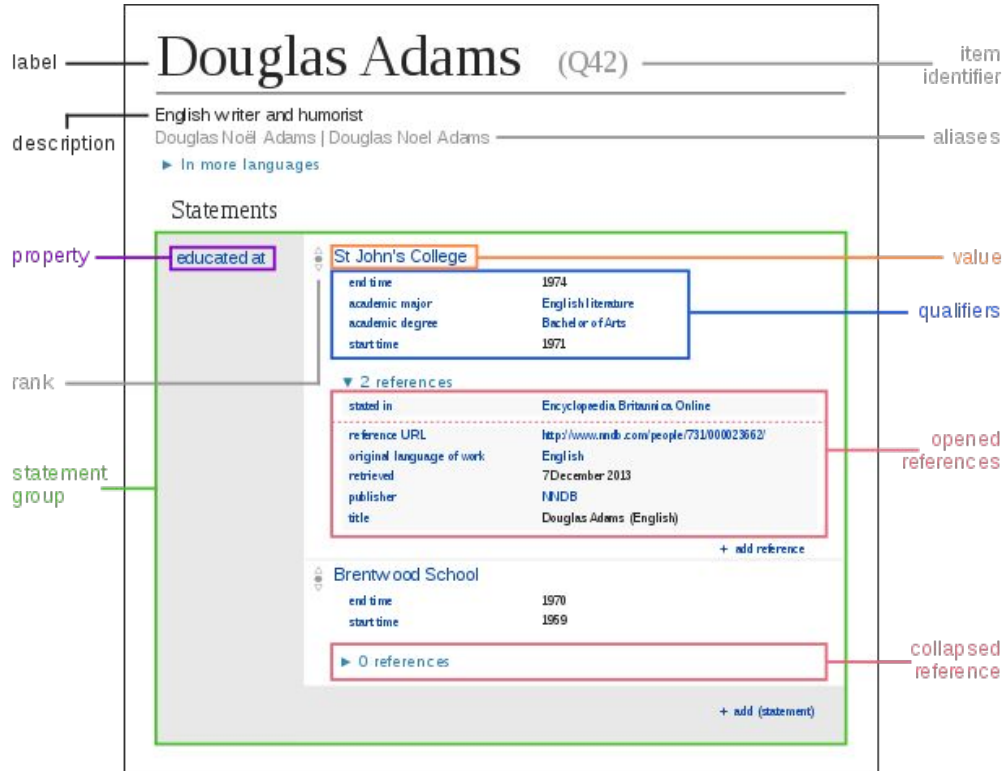 label
Douglas Adams (Q42)
item
identifier
description
English writer and humorist
Douglas Noël Adams | Douglas Noel Adams
aliases
► In more languages
Statements
property
educated at
St John's College
value
end time 1974
academic major English literature
academic degree Bachelor of Arts
start time 1971
qualifiers
rank
▼ 2 references
stated in Encyclopædia Britannica Online
reference URL http://www.nndb.com/people/731/000023662/
original language of work English
retrieved 7 December 2013
publisher NNDB
title Douglas Adams (English)
opened
references
statement
group
+ add reference
Brentwood School
end time 1970
start time 1959
► 0 references
collapsed
reference
+ add (statement)